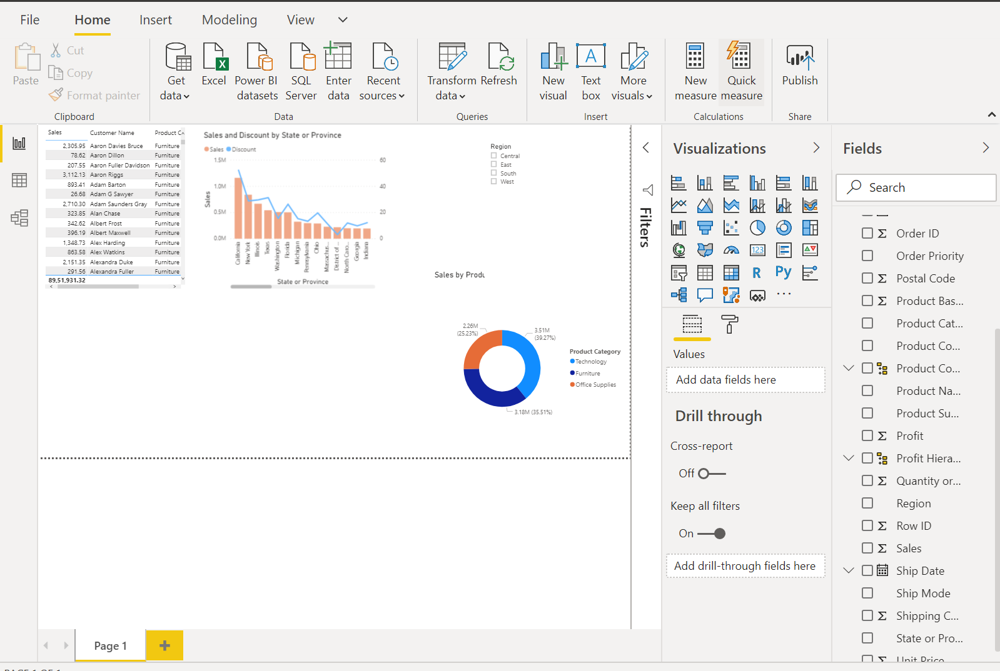 File Home Insert Modeling View
Paste
Cut
Copy
Format painter
Get data
Excel
Power BI datasets
SQL Server
Enter data
Recent sources
Transform data
Refresh
New visual
Text box
More visuals
New measure
Quick measure
Publish
Clipboard Data Queries Insert Calculations Share
Sales Customer Name Product C
2,305.95 Aaron Davies Bruce Furniture
78.62 Aaron Dillon Furniture
207.55 Aaron Fuller Davidson Furniture
3,112.13 Aaron Riggs Furniture
893.41 Adam Barton Furniture
26.68 Adam G Sawyer Furniture
2,710.30 Adam Saunders Gray Furniture
323.85 Alan Chase Furniture
342.62 Albert Frost Furniture
396.19 Albert Maxwell Furniture
1,348.73 Alex Harding Furniture
863.58 Alex Watkins Furniture
2,151.35 Alexandra Duke Furniture
291.56 Alexandra Fuller Furniture
89,51,931.32
Sales and Discount by State or Province
Sales Discount
1.5M 60
1.0M 40
0.5M 20
0.0M 0
Sales
California
New York
Illinois
Texas
Washington
Florida
Michigan
Pennsylvania
Ohio
Massachus...
District of ...
North Caro...
Georgia
Indiana
State or Province
Region
Central
East
South
West
Sales by Produ
2.26M
(25.23%)
3.51M
(39.27%)
3.18M (35.51%)
Product Category
Technology
Furniture
Office Supplies
Filters
Visualizations
123
R
Py
...
Values
Add data fields here
Drill through
Cross-report
Off
Keep all filters
On
Add drill-through fields here
Fields
Search
Order ID
Order Priority
Postal Code
Product Bas...
Product Cat...
Product Co...
Product Co...
Product Na...
Product Su...
Profit
Profit Hiera...
Quantity or...
Region
Row ID
Sales
Ship Date
Ship Mode
Shipping C...
State or Pro...
Unit Price
Page 1
PAGE 1 OF 1